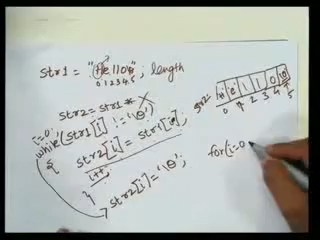 str1 = "Hello\0"; length
0 1 2 3 4 5
str2 = str1 X
i=0;
while(str1[i] != '\0')
{
str2[i] = str1[i];
i++
}
str2[i] = '\0';
str2:
H e l l o \0
0 1 2 3 4 5
for(i=0